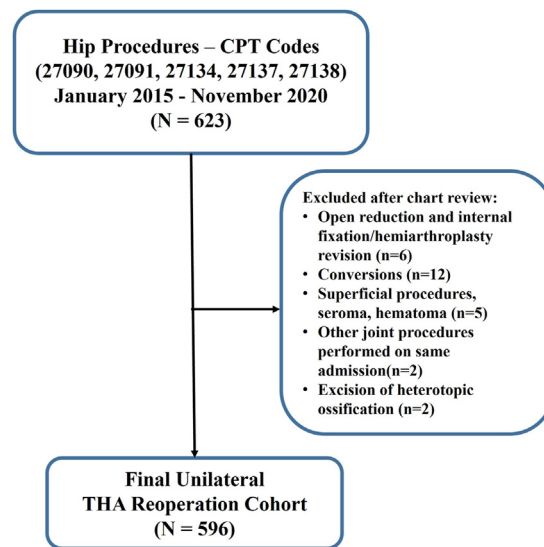 Hip Procedures – CPT Codes
(27090, 27091, 27134, 27137, 27138)
January 2015 - November 2020
(N = 623)
Excluded after chart review:
• Open reduction and internal
fixation/hemiarthroplasty
revision (n=6)
• Conversions (n=12)
• Superficial procedures,
seroma, hematoma (n=5)
• Other joint procedures
performed on same
admission(n=2)
• Excision of heterotopic
ossification (n=2)
Final Unilateral
THA Reoperation Cohort
(N = 596)